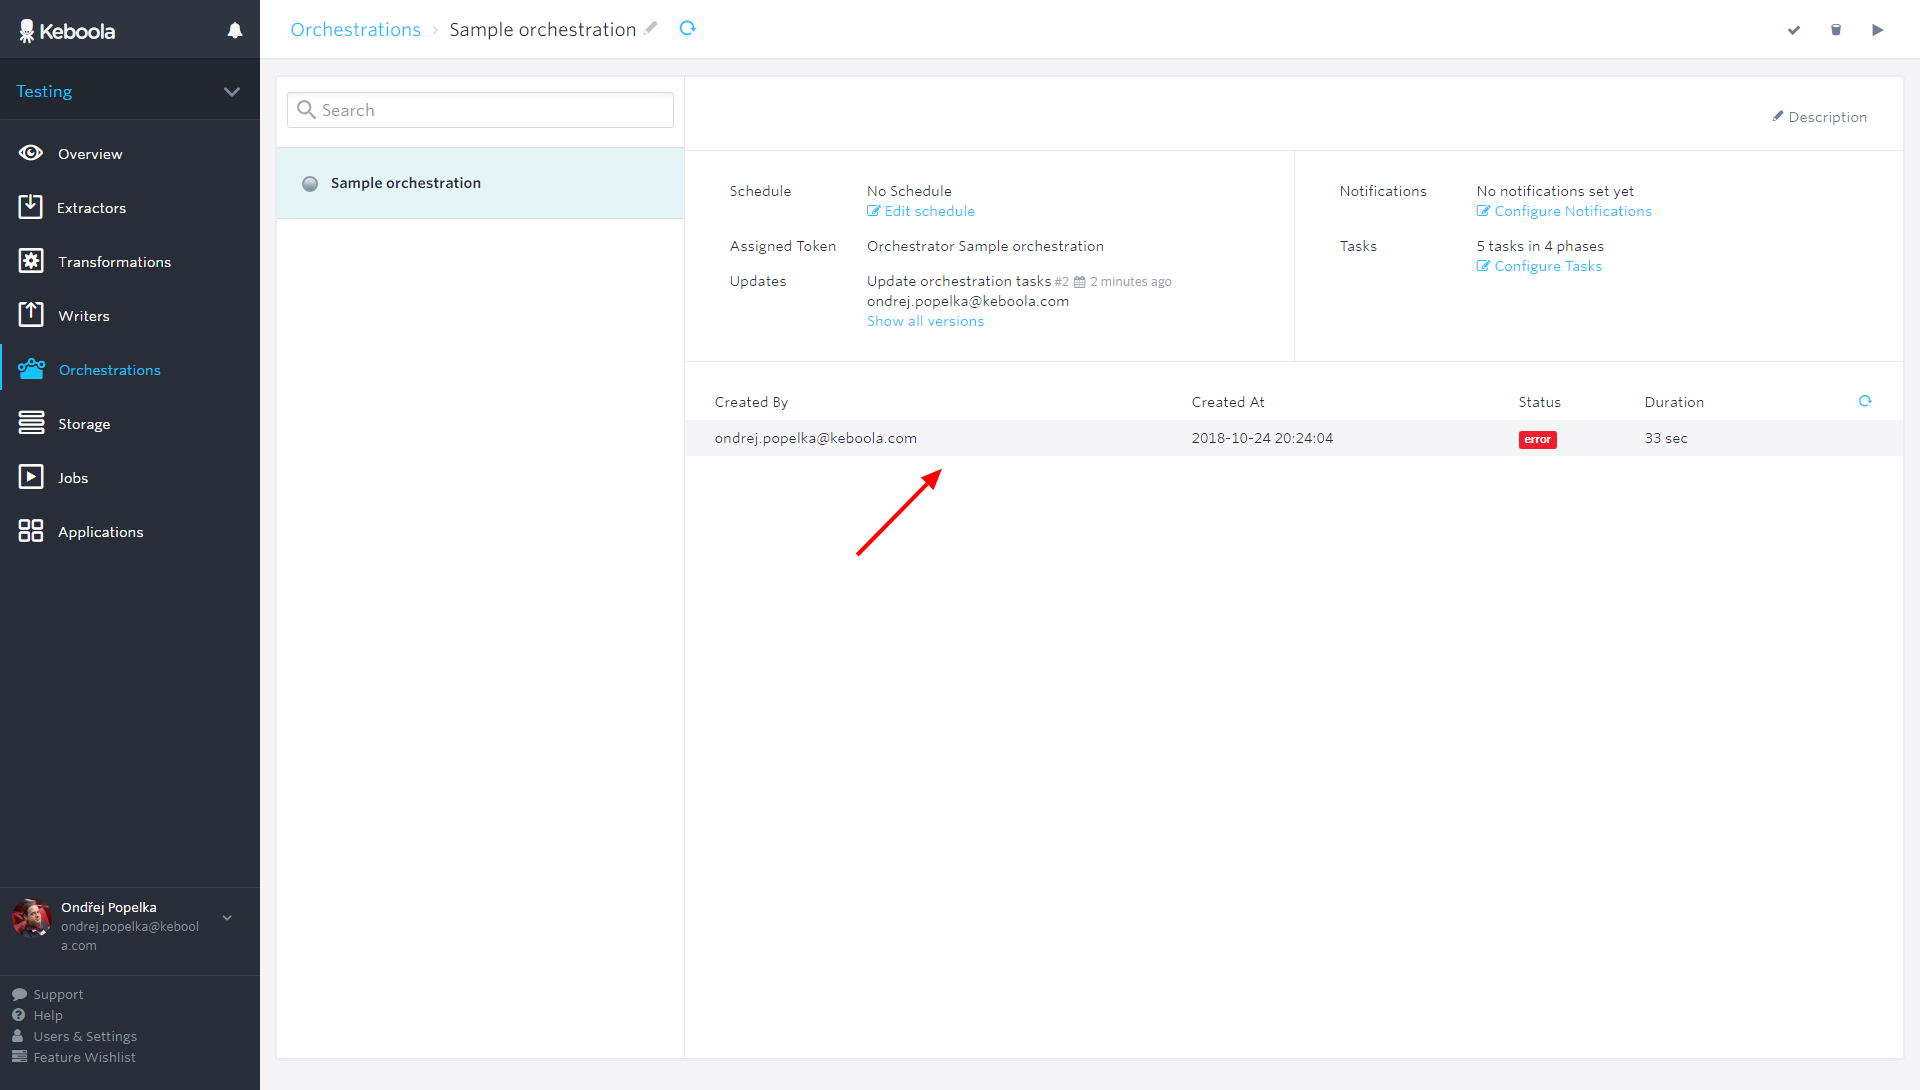 Keboola
Testing
Overview
Extractors
Transformations
Writers
Orchestrations
Storage
Jobs
Applications
Ondřej Popelka
ondrej.popelka@kebool
a.com
Support
Help
Users & Settings
Feature Wishlist
Orchestrations › Sample orchestration
Search
Sample orchestration
Description
Schedule No Schedule
Edit schedule
Assigned Token Orchestrator Sample orchestration
Updates Update orchestration tasks #2 2 minutes ago
ondrej.popelka@keboola.com
Show all versions
Notifications No notifications set yet
Configure Notifications
Tasks 5 tasks in 4 phases
Configure Tasks
Created By Created At Status Duration
ondrej.popelka@keboola.com 2018-10-24 20:24:04 error 33 sec